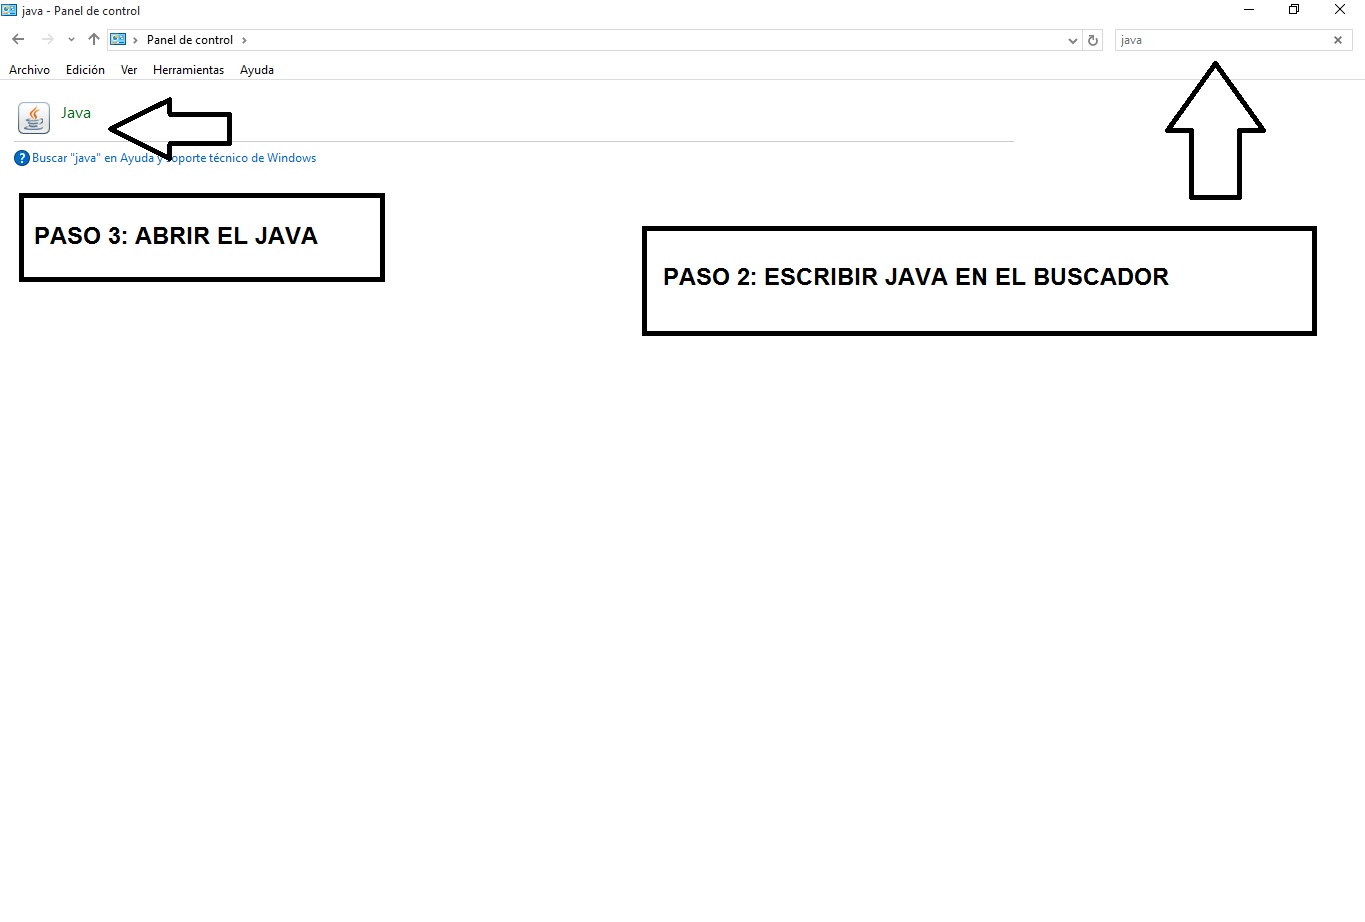 java - Panel de control
Panel de control
java
Archivo Edición Ver Herramientas Ayuda
Java
Buscar "java" en Ayuda y soporte técnico de Windows
PASO 3: ABRIR EL JAVA
PASO 2: ESCRIBIR JAVA EN EL BUSCADOR